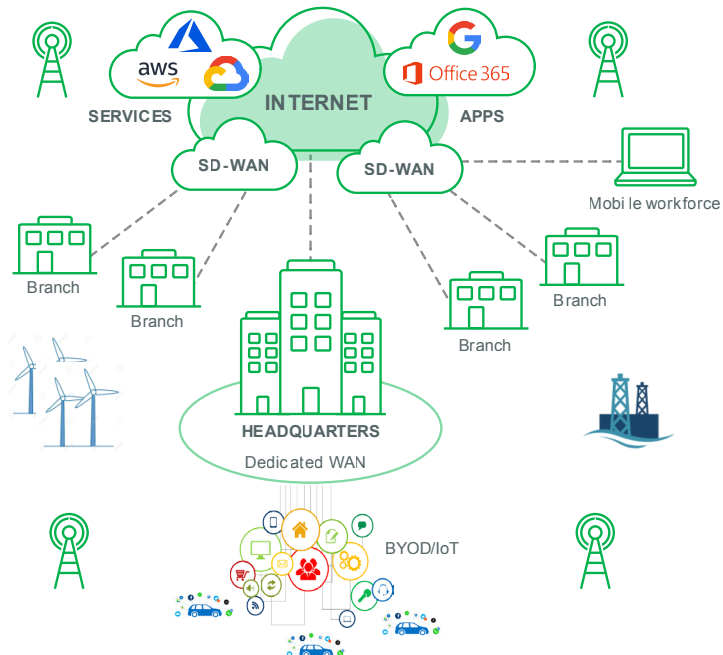 aws
Office 365
INTERNET
SERVICES
APPS
SD-WAN
SD-WAN
Mobi le workforce
Branch
Branch
Branch
Branch
HEADQUARTERS
Dedicated WAN
BYOD/IoT